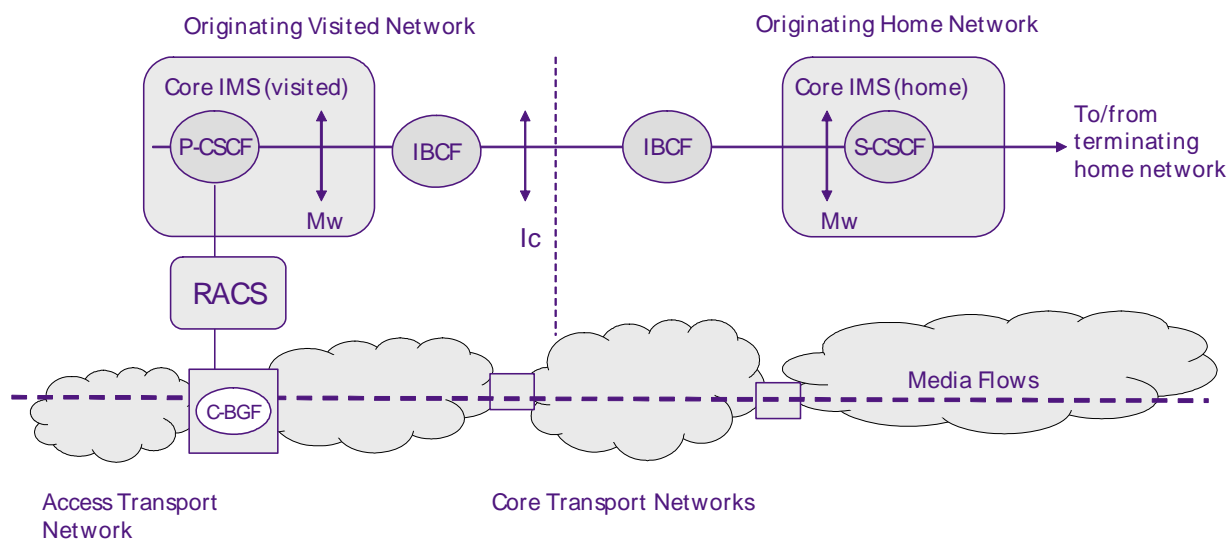 Originating Visited Network
Originating Home Network
Core IMS (visited)
Core IMS (home)
P-CSCF
IBCF
IBCF
S-CSCF
To/from
terminating
home network
Mw
Ic
Mw
RACS
Media Flows
C-BGF
Access Transport
Network
Core Transport Networks